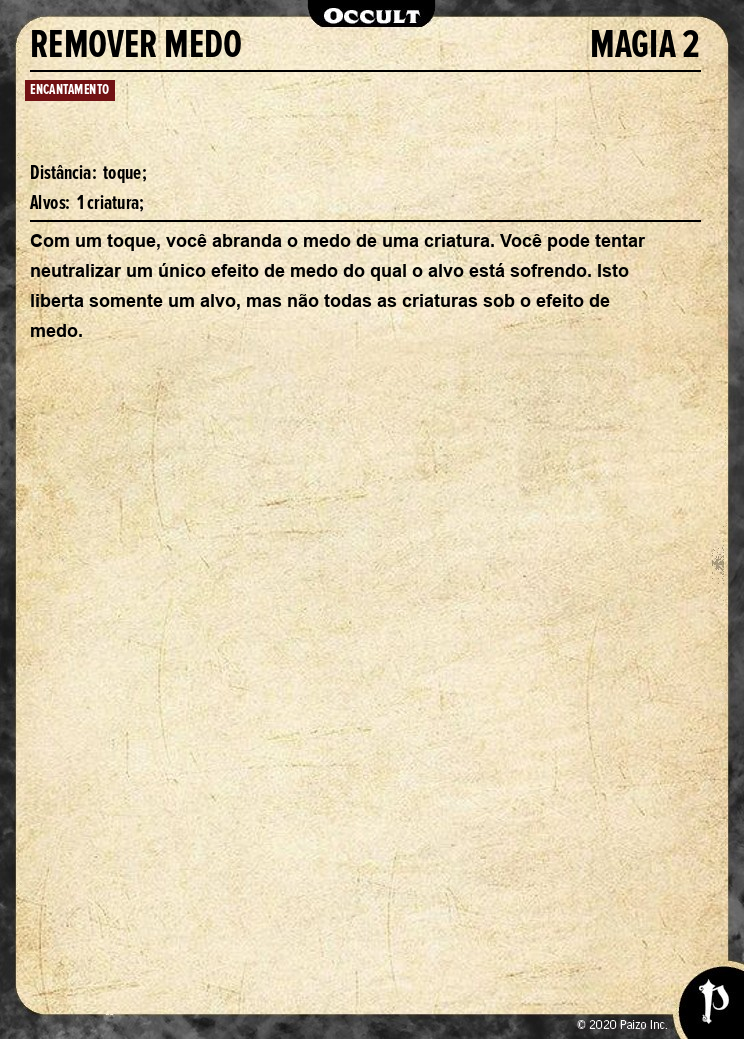 Occult
REMOVER MEDO MAGIA 2
ENCANTAMENTO
Distância: toque;
Alvos: 1 criatura;
Com um toque, você abranda o medo de uma criatura. Você pode tentar
neutralizar um único efeito de medo do qual o alvo está sofrendo. Isto
liberta somente um alvo, mas não todas as criaturas sob o efeito de
medo.
© 2020 Paizo Inc.
P